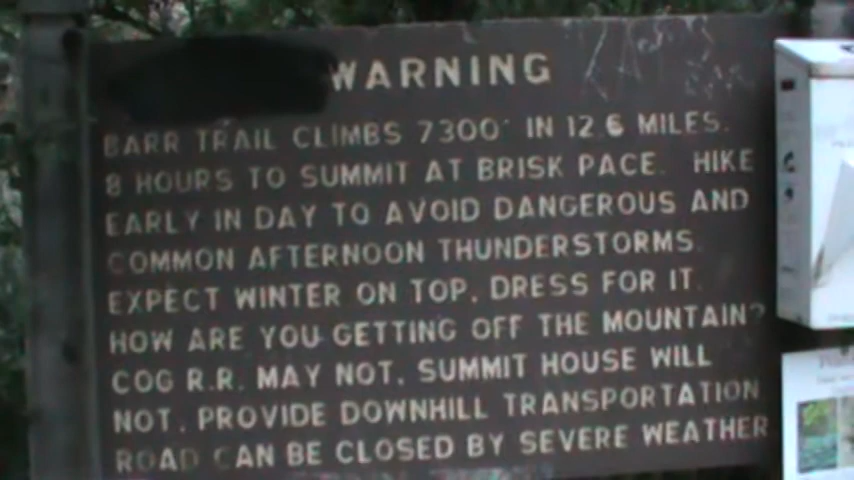 WARNING
BARR TRAIL CLIMBS 7300' IN 12.6 MILES.
8 HOURS TO SUMMIT AT BRISK PACE. HIKE
EARLY IN DAY TO AVOID DANGEROUS AND
COMMON AFTERNOON THUNDERSTORMS.
EXPECT WINTER ON TOP. DRESS FOR IT.
HOW ARE YOU GETTING OFF THE MOUNTAIN?
COG R.R. MAY NOT. SUMMIT HOUSE WILL
NOT. PROVIDE DOWNHILL TRANSPORTATION
ROAD CAN BE CLOSED BY SEVERE WEATHER